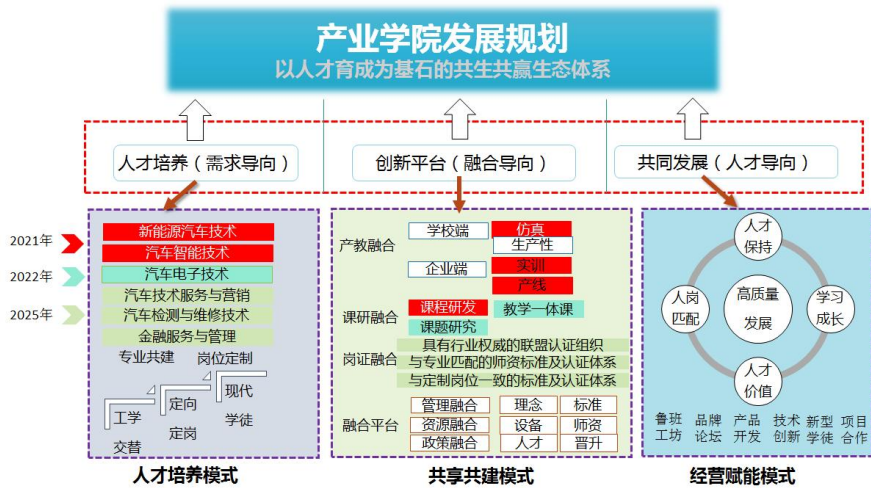 产业学院发展规划
以人才育成为基石的共生共赢生态体系
人才培养（需求导向）
创新平台（融合导向）
共同发展（人才导向）
2021年
2022年
2025年
新能源汽车技术
汽车智能技术
汽车电子技术
汽车技术服务与营销
汽车检测与维修技术
金融服务与管理
专业共建
岗位定制
工学
交替
定向
定岗
现代
学徒
人才培养模式
产教融合
学校端
仿真
生产性
企业端
实训
产线
课研融合
课程研发
教学一体课
课题研究
岗证融合
具有行业权威的联盟认证组织
与专业匹配的师资标准及认证体系
与定制岗位一致的标准及认证体系
融合平台
管理融合
理念
标准
资源融合
设备
师资
政策融合
人才
晋升
共享共建模式
人才
保持
人岗
匹配
高质量
发展
学习
成长
人才
价值
鲁班
工坊
品牌
论坛
产品
开发
技术
创新
新型
学徒
项目
合作
经营赋能模式